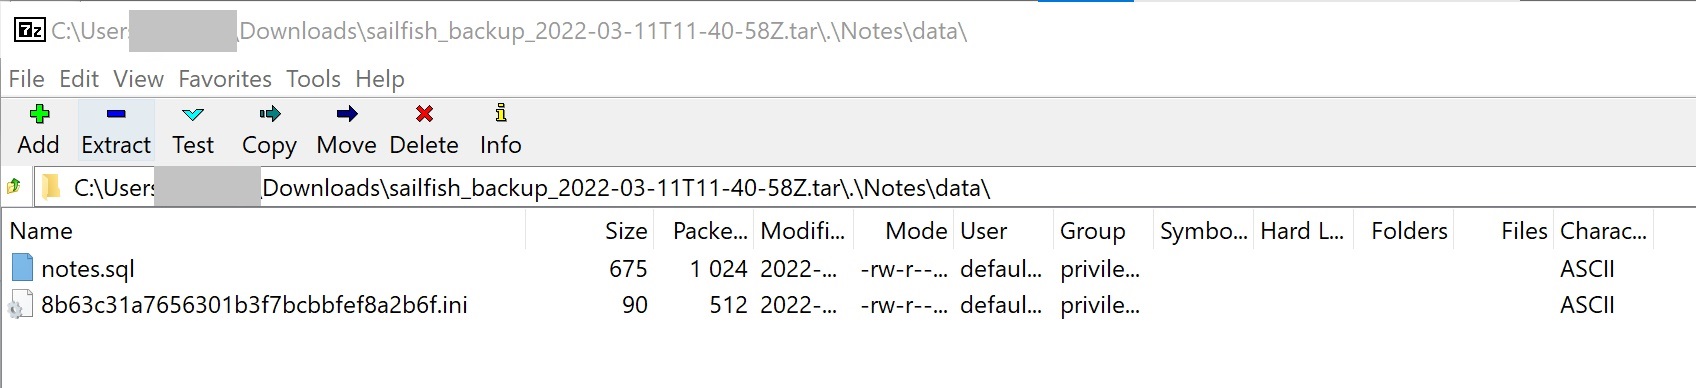 7z C:\Users \Downloads\sailfish_backup_2022-03-11T11-40-58Z.tar\.\Notes\data\
File Edit View Favorites Tools Help
Add Extract Test Copy Move Delete Info
C:\Users \Downloads\sailfish_backup_2022-03-11T11-40-58Z.tar\.\Notes\data\
Name Size Packe... Modifi... Mode User Group Symbo... Hard L... Folders Files Charac...
notes.sql 675 1 024 2022-... -rw-r--... defaul... privile... ASCII
8b63c31a7656301b3f7bcbbfef8a2b6f.ini 90 512 2022-... -rw-r--... defaul... privile... ASCII